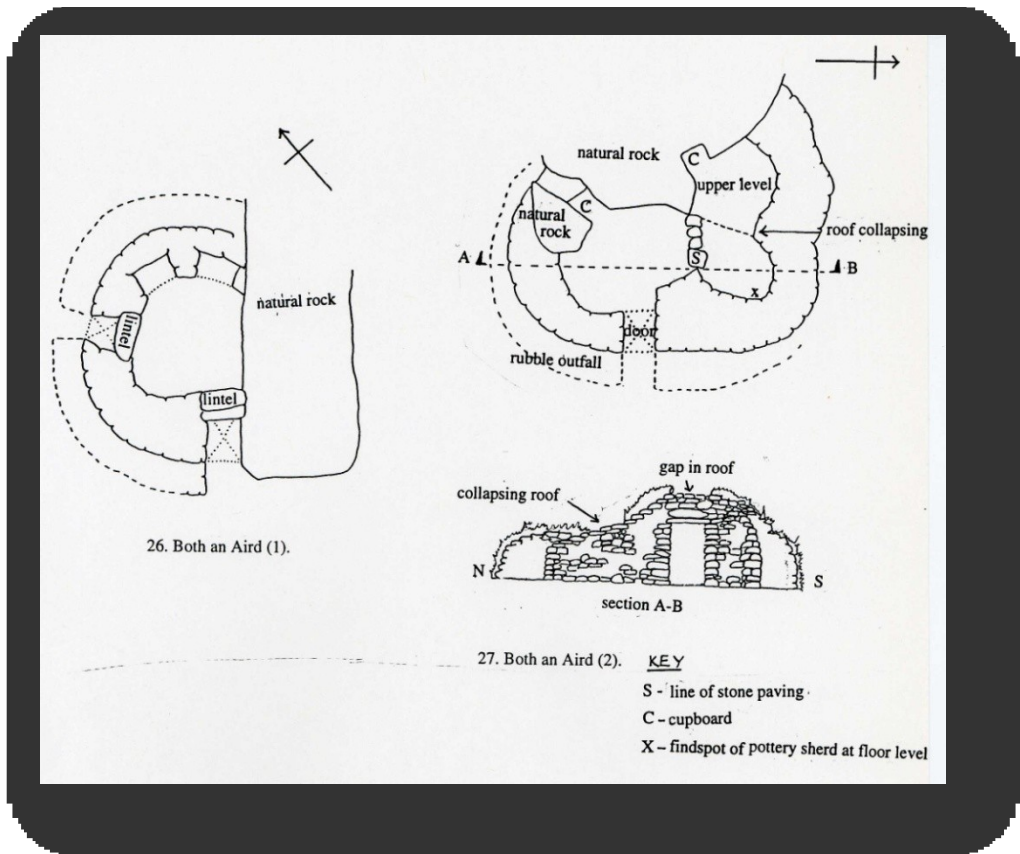 natural rock
lintel
lintel
26. Both an Aird (1).
natural rock
C
upper level
C
natural
rock
roof collapsing
A
S
B
x
door
rubble outfall
gap in roof
collapsing roof
N
S
section A-B
27. Both an Aird (2). KEY
S - line of stone paving
C - cupboard
X - findspot of pottery sherd at floor level